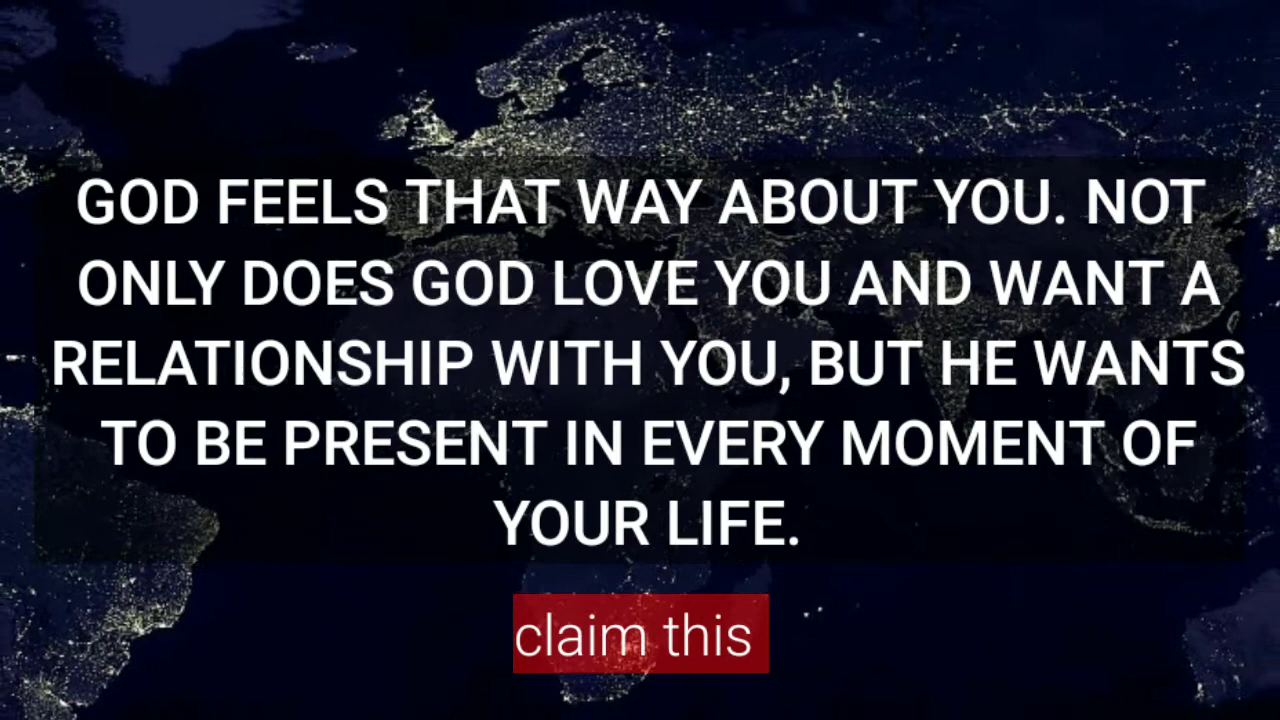 GOD FEELS THAT WAY ABOUT YOU. NOT
ONLY DOES GOD LOVE YOU AND WANT A
RELATIONSHIP WITH YOU, BUT HE WANTS
TO BE PRESENT IN EVERY MOMENT OF
YOUR LIFE.
claim this